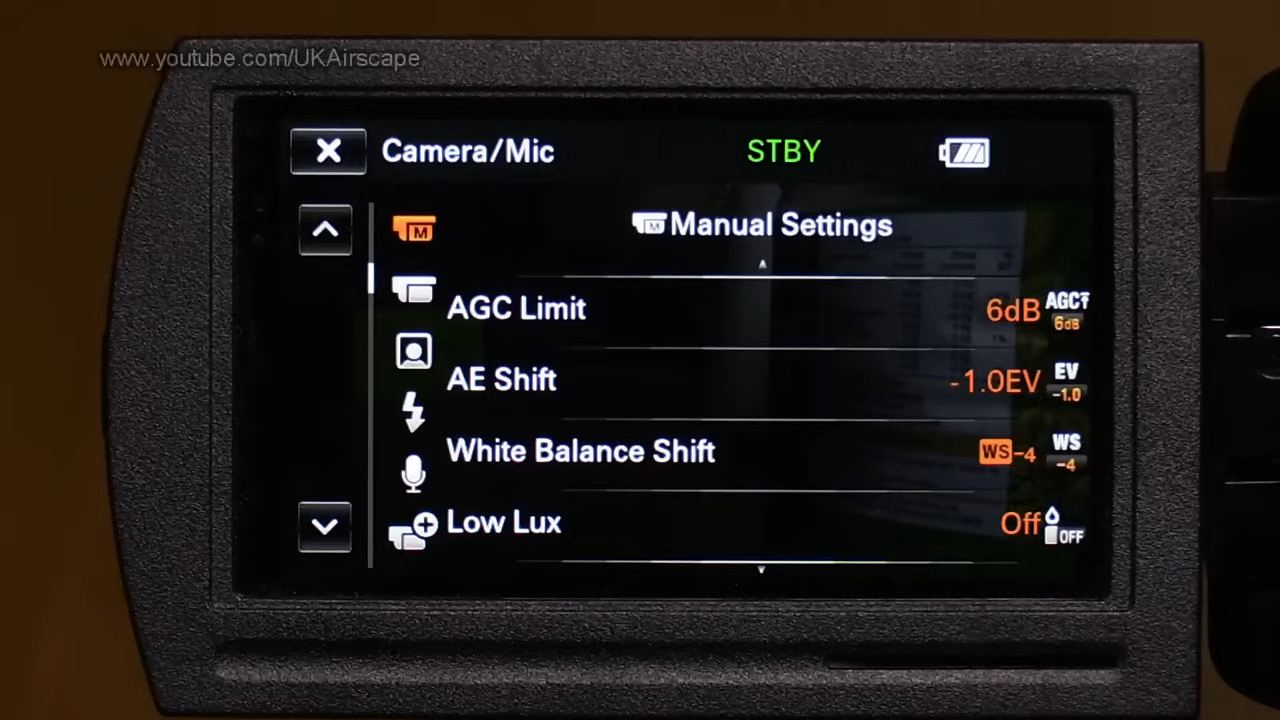 www.youtube.com/UKAirscape
Camera/Mic STBY
M M Manual Settings
AGC Limit 6dB AGC 6dB
AE Shift -1.0EV EV -1.0
White Balance Shift WS-4 WS -4
Low Lux Off OFF